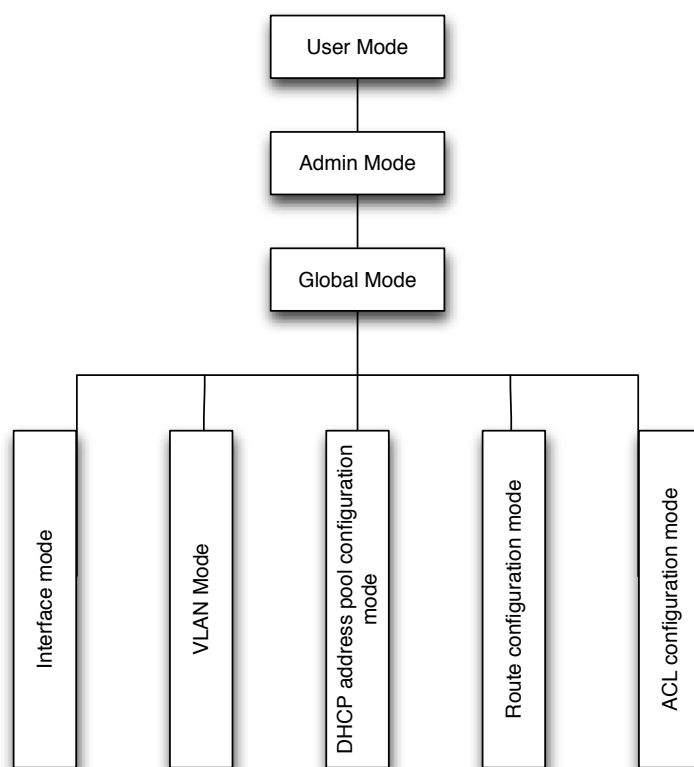 User Mode
Admin Mode
Global Mode
Interface mode
VLAN Mode
DHCP address pool configuration
mode
Route configuration mode
ACL configuration mode